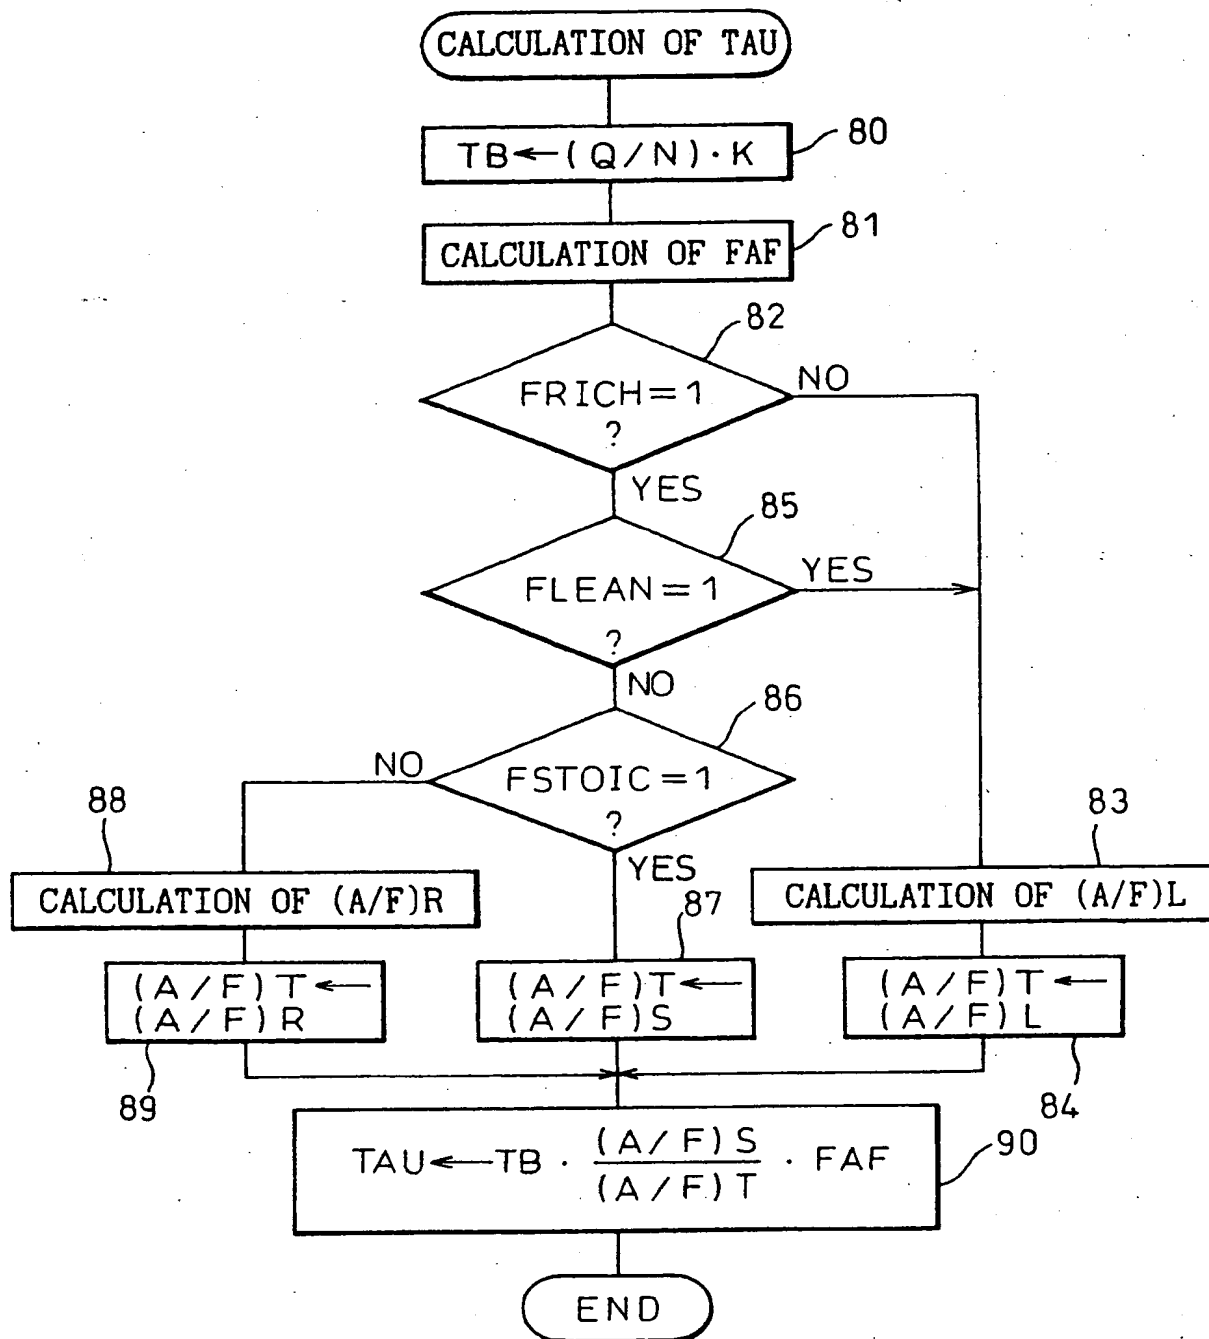 CALCULATION OF TAU
80
TB←(Q/N)·K
81
CALCULATION OF FAF
82
FRICH=1
?
NO
YES
85
FLEAN=1
?
YES
NO
86
FSTOIC=1
?
NO
YES
88
CALCULATION OF (A/F)R
83
CALCULATION OF (A/F)L
87
(A/F)T←
(A/F)R
89
(A/F)T←
(A/F)S
(A/F)T←
(A/F)L
84
90
TAU←TB · (A/F)S / (A/F)T · FAF
END